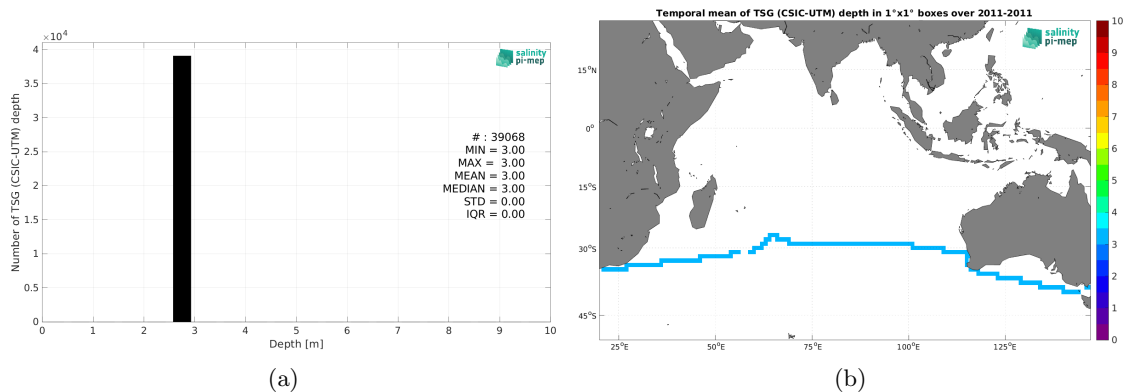 ×10⁴
4
3.5
3
2.5
2
1.5
1
0.5
0
Number of TSG (CSIC-UTM) depth
salinity
pi-mep
# : 39068
MIN = 3.00
MAX = 3.00
MEAN = 3.00
MEDIAN = 3.00
STD = 0.00
IQR = 0.00
0 1 2 3 4 5 6 7 8 9 10
Depth [m]
(a)
Temporal mean of TSG (CSIC-UTM) depth in 1°x1° boxes over 2011-2011
salinity
pi-mep
15°N
0°
15°S
30°S
45°S
25°E 50°E 75°E 100°E 125°E
10
9
8
7
6
5
4
3
2
1
0
(b)